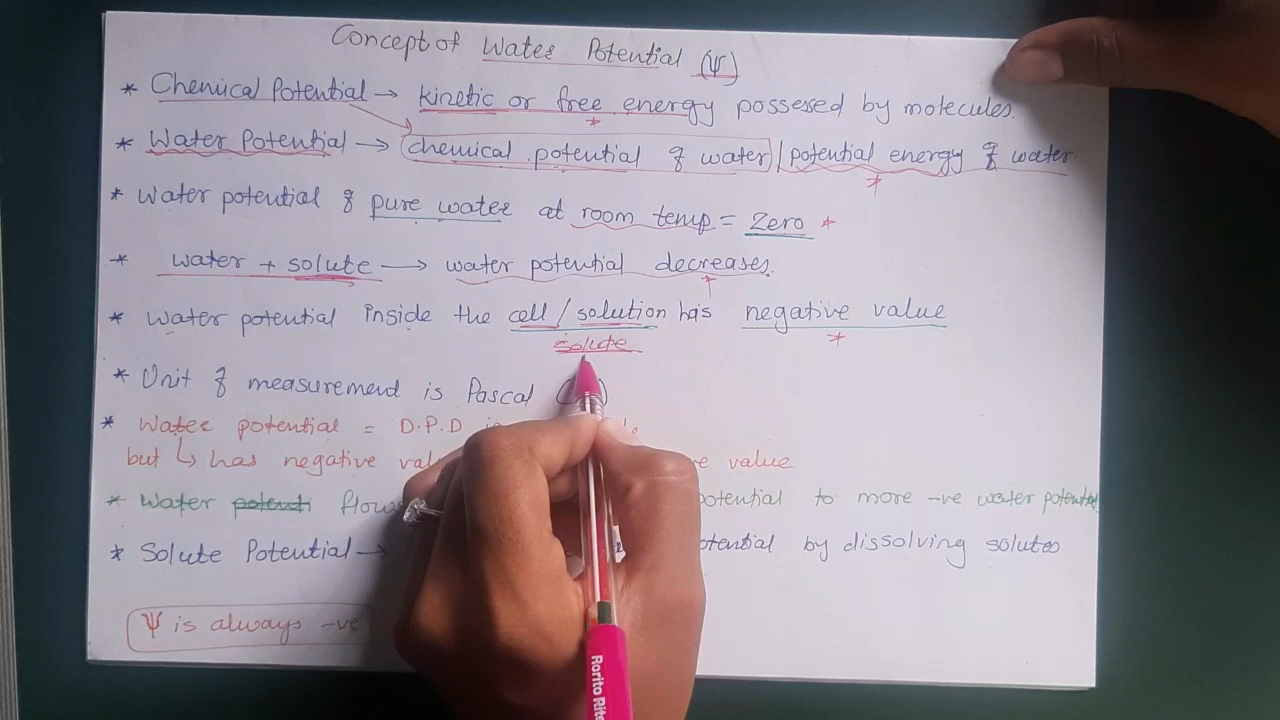 Concept of Water Potential (Ψ)
* Chemical Potential → kinetic or free energy possessed by molecules.
* Water Potential → chemical potential of water / potential energy of water.
* Water potential of pure water at room temp = Zero *
* water + solute → water potential decreases.
* Water potential inside the cell / solution has negative value
solute
* Unit of measurement is Pascal (
* Water potential = D.P.D
but ↳ has negative value
* Water potenti flows potential to more -ve water potential
* Solute Potential → potential by dissolving solutes
Ψ is always -ve
Rorito